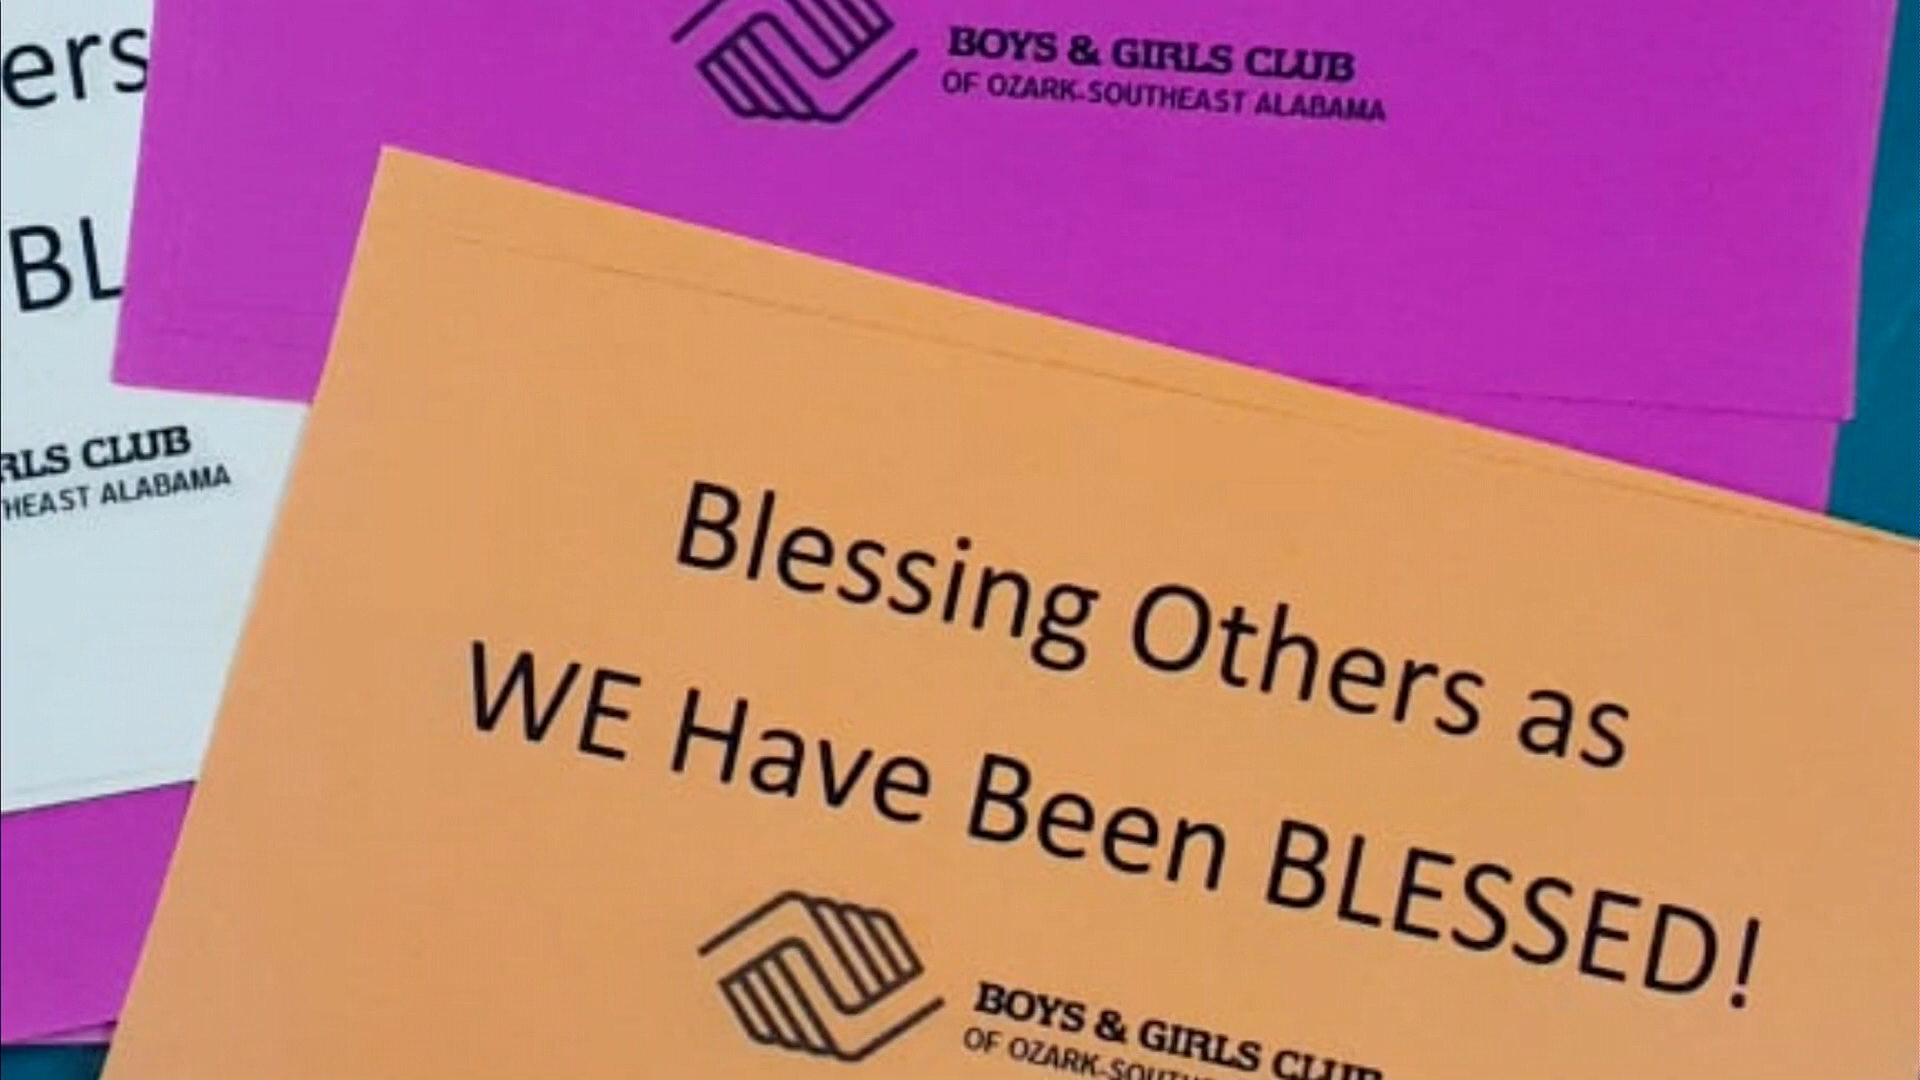 ers
BL
RLS CLUB
HEAST ALABAMA
BOYS & GIRLS CLUB
OF OZARK-SOUTHEAST ALABAMA
Blessing Others as
WE Have Been BLESSED!
BOYS & GIRLS CLUB
OF OZARK-SOUTHE